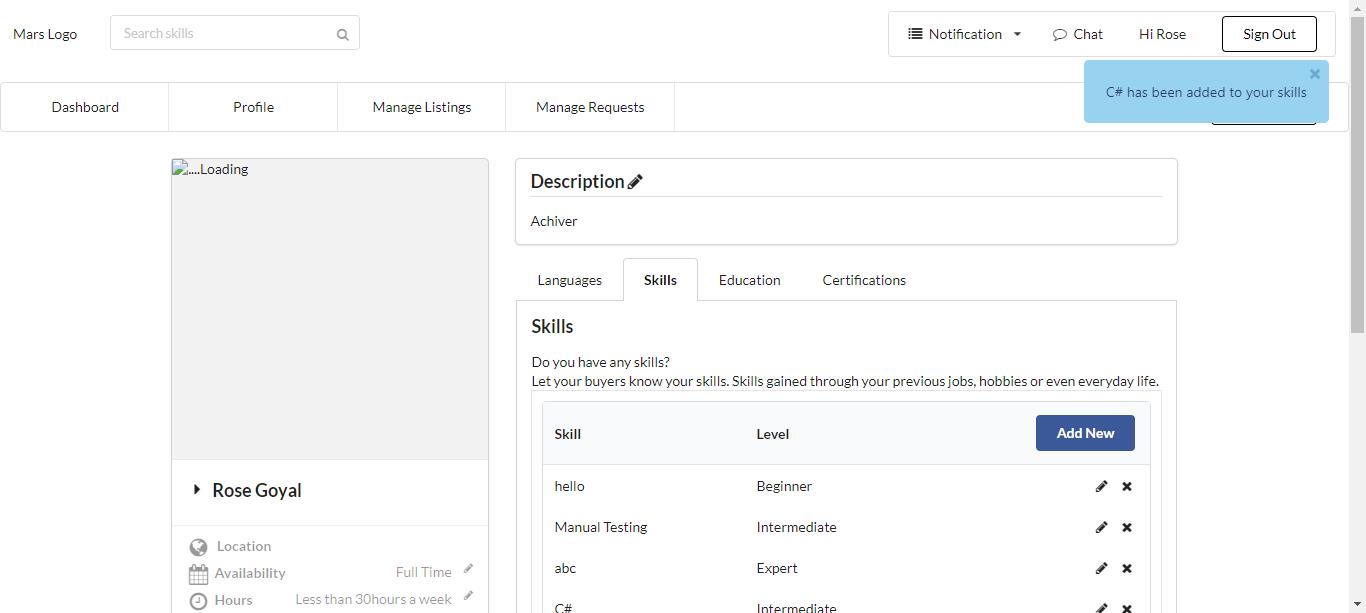 Mars Logo
Search skills
Notification
Chat
Hi Rose
Sign Out
C# has been added to your skills
Dashboard
Profile
Manage Listings
Manage Requests
....Loading
Description
Achiver
Languages
Skills
Education
Certifications
Skills
Do you have any skills?
Let your buyers know your skills. Skills gained through your previous jobs, hobbies or even everyday life.
Skill Level Add New
hello Beginner
Manual Testing Intermediate
abc Expert
C# Intermediate
Rose Goyal
Location
Availability Full Time
Hours Less than 30hours a week